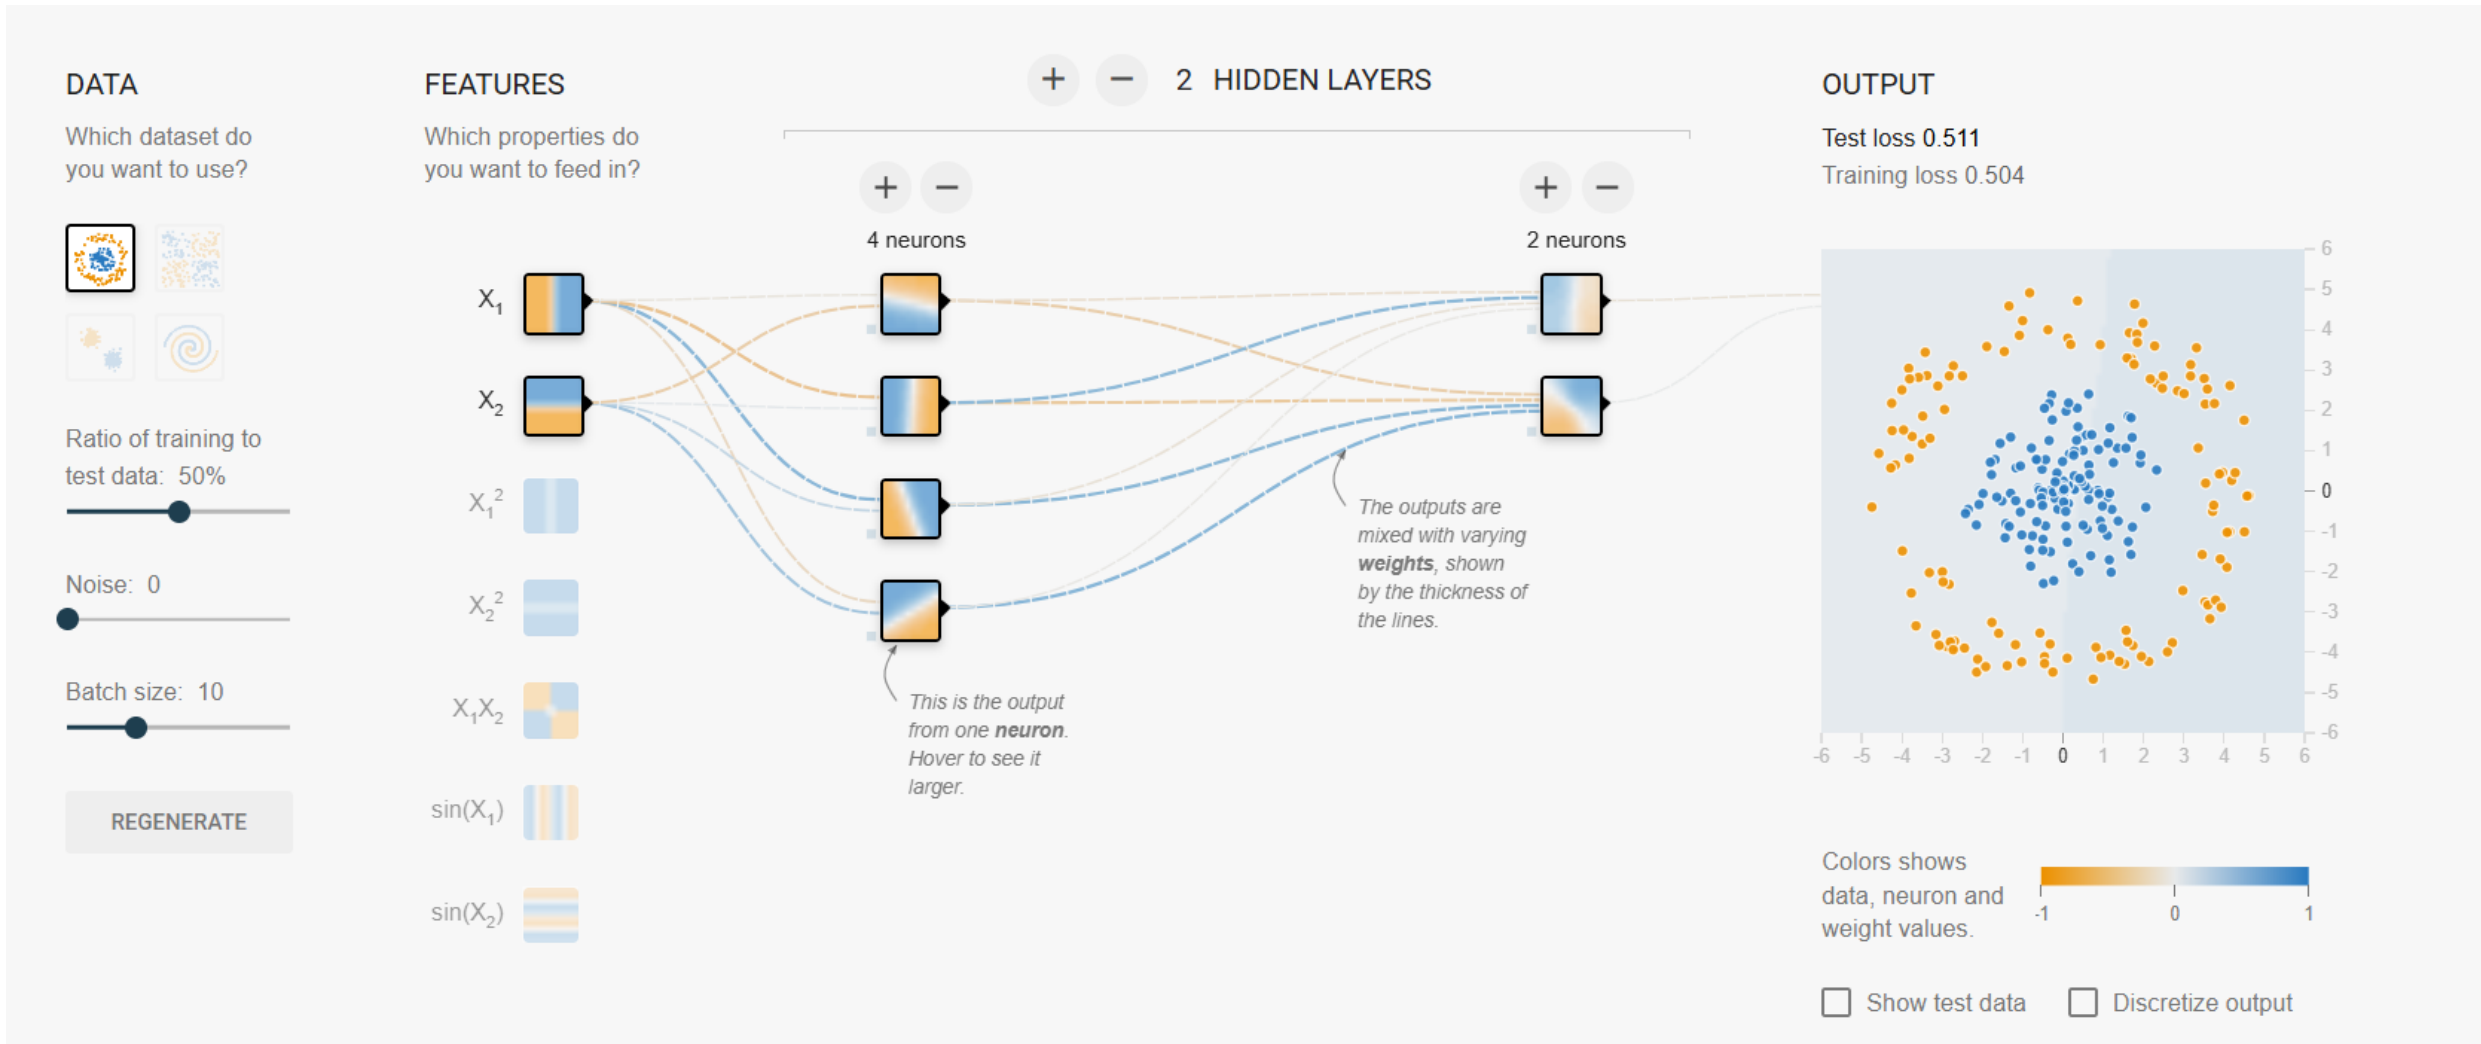 DATA
Which dataset do
you want to use?
Ratio of training to
test data: 50%
Noise: 0
Batch size: 10
REGENERATE
FEATURES
Which properties do
you want to feed in?
X1
X2
X1²
X2²
X1X2
sin(X1)
sin(X2)
+ − 2 HIDDEN LAYERS
+ −
4 neurons
+ −
2 neurons
This is the output
from one neuron.
Hover to see it
larger.
The outputs are
mixed with varying
weights, shown
by the thickness of
the lines.
OUTPUT
Test loss 0.511
Training loss 0.504
6
5
4
3
2
1
0
-1
-2
-3
-4
-5
-6
-6 -5 -4 -3 -2 -1 0 1 2 3 4 5 6
Colors shows
data, neuron and
weight values.
-1 0 1
Show test data
Discretize output